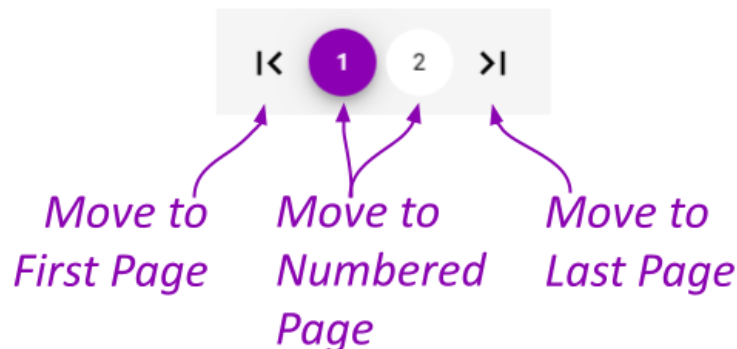 1 2
Move to
First Page
Move to
Numbered
Page
Move to
Last Page